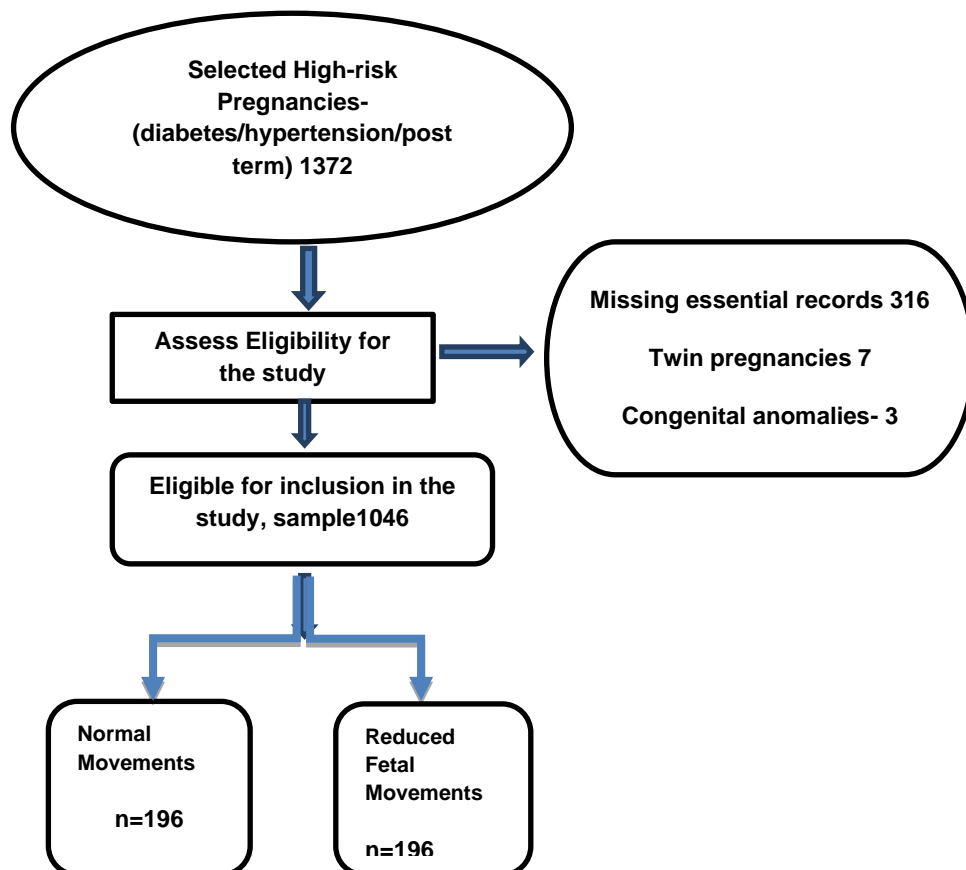 Selected High-risk
Pregnancies-
(diabetes/hypertension/post
term) 1372
Missing essential records 316
Twin pregnancies 7
Congenital anomalies- 3
Assess Eligibility for
the study
Eligible for inclusion in the
study, sample1046
Normal
Movements
n=196
Reduced
Fetal
Movements
n=196